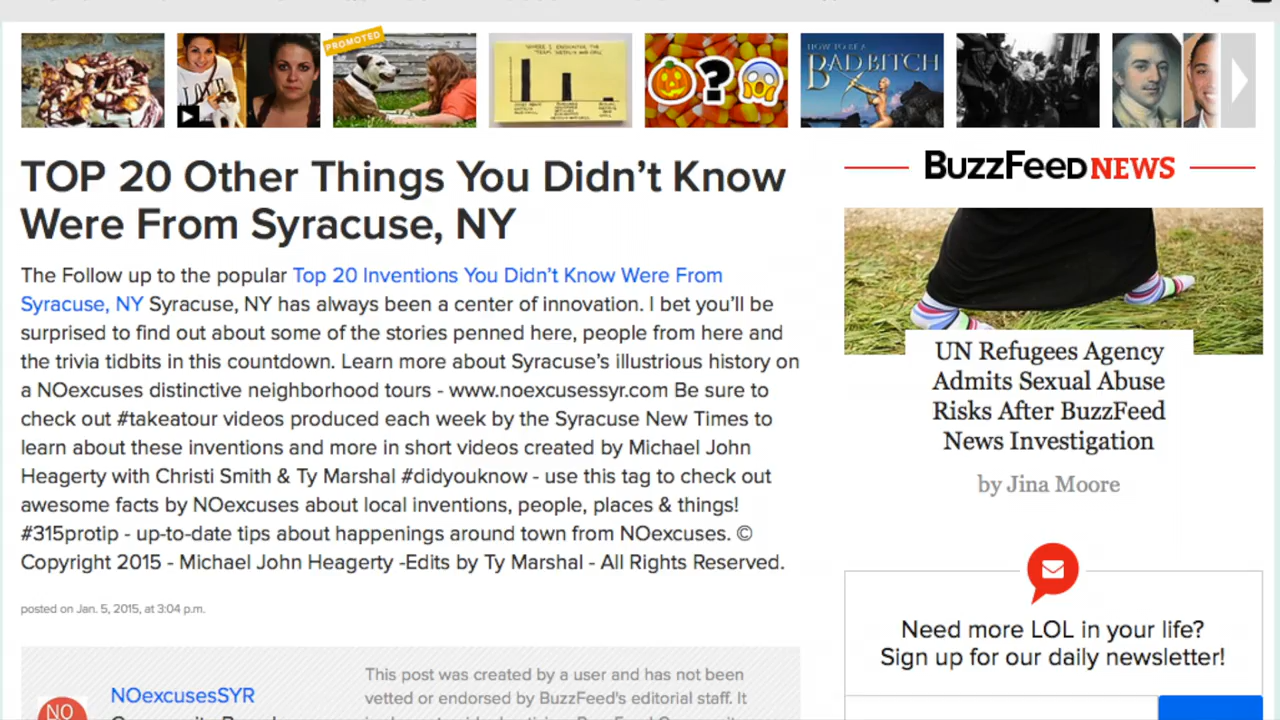 PROMOTED
HOW TO BE A
BAD BITCH
TOP 20 Other Things You Didn’t Know
Were From Syracuse, NY
The Follow up to the popular Top 20 Inventions You Didn’t Know Were From
Syracuse, NY Syracuse, NY has always been a center of innovation. I bet you’ll be
surprised to find out about some of the stories penned here, people from here and
the trivia tidbits in this countdown. Learn more about Syracuse’s illustrious history on
a NOexcuses distinctive neighborhood tours - www.noexcusessyr.com Be sure to
check out #takeatour videos produced each week by the Syracuse New Times to
learn about these inventions and more in short videos created by Michael John
Heagerty with Christi Smith & Ty Marshal #didyouknow - use this tag to check out
awesome facts by NOexcuses about local inventions, people, places & things!
#315protip - up-to-date tips about happenings around town from NOexcuses. ©
Copyright 2015 - Michael John Heagerty -Edits by Ty Marshal - All Rights Reserved.
posted on Jan. 5, 2015, at 3:04 p.m.
NO
NOexcusesSYR
This post was created by a user and has not been
vetted or endorsed by BuzzFeed's editorial staff. It
BuzzFeed NEWS
UN Refugees Agency
Admits Sexual Abuse
Risks After BuzzFeed
News Investigation
by Jina Moore
Need more LOL in your life?
Sign up for our daily newsletter!